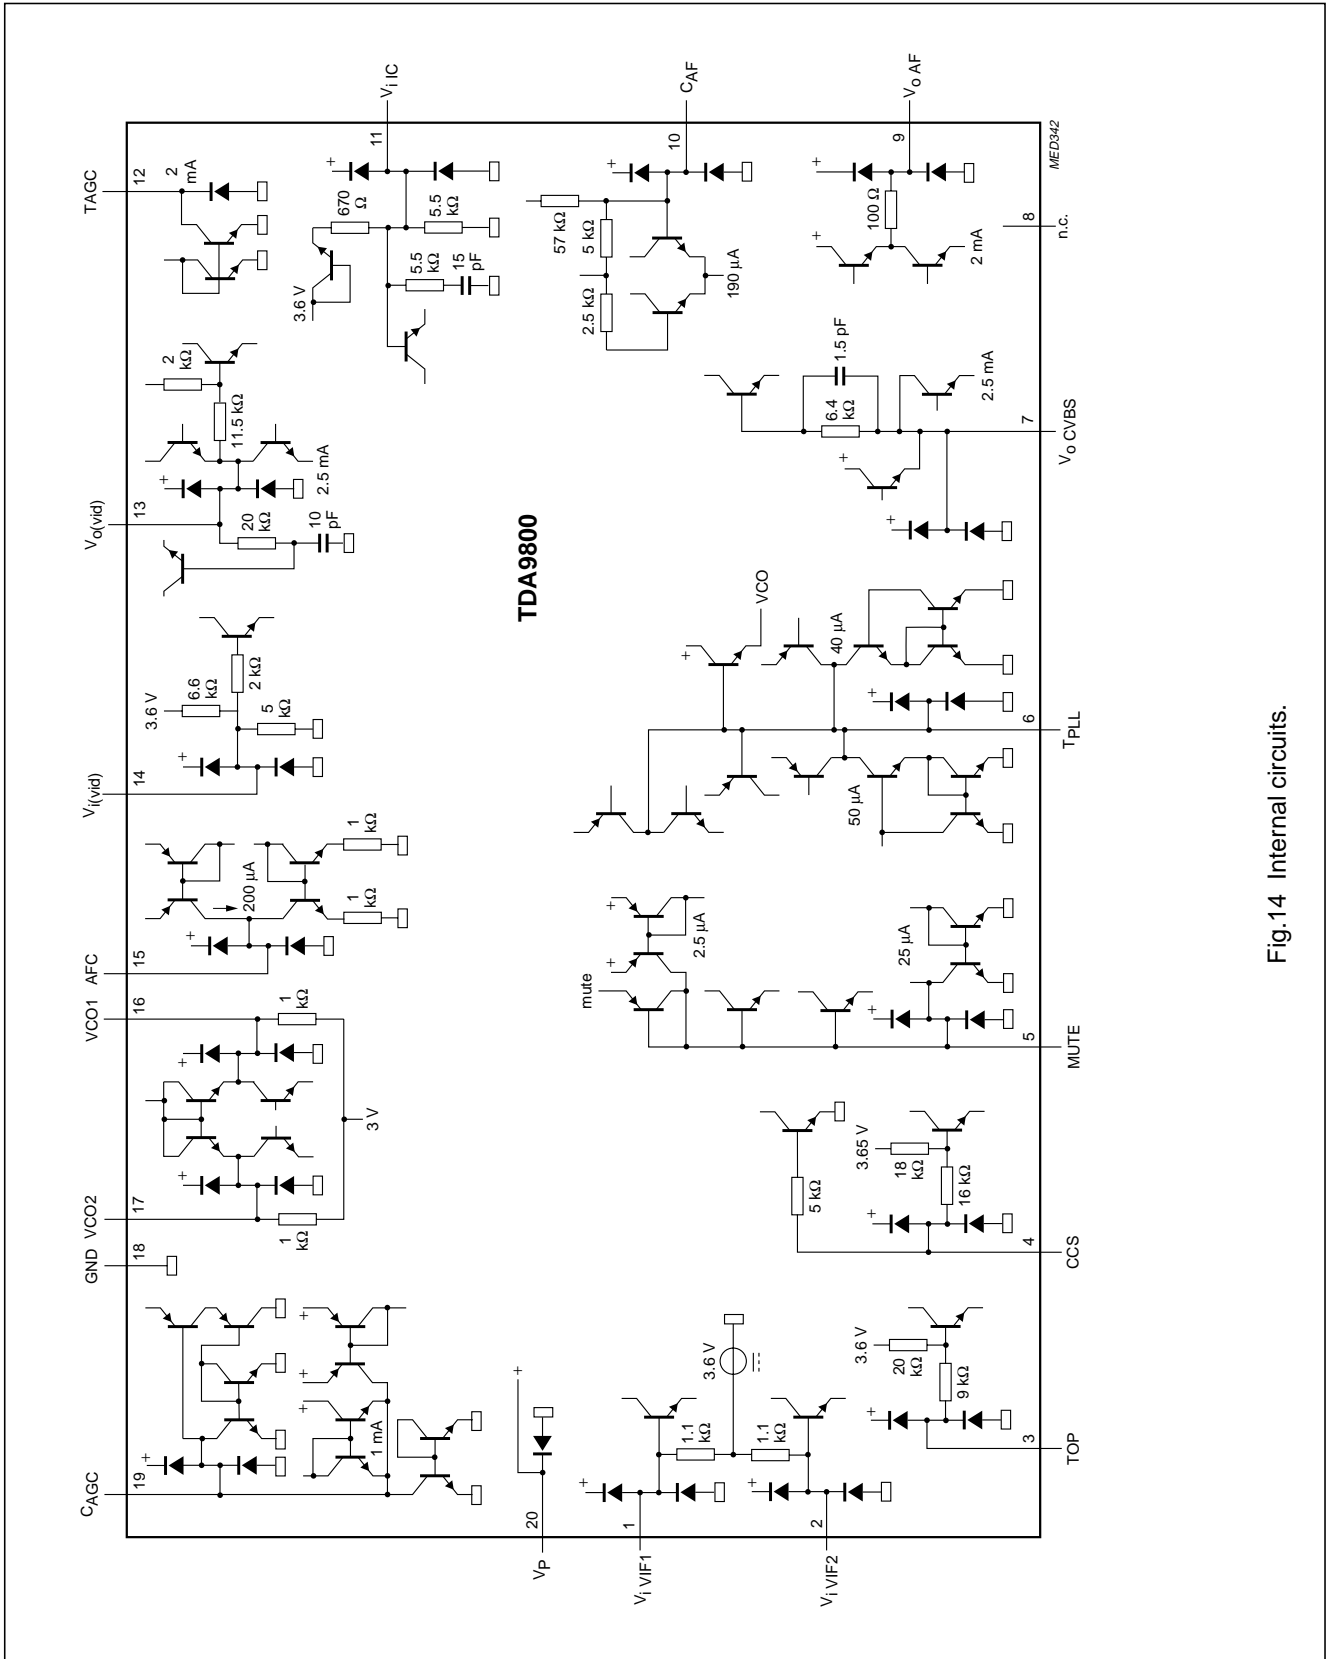 TDA9800
VP
20
Vi VIF1
1
Vi VIF2
2
TOP
3
CCS
4
MUTE
5
TPLL
6
Vo CVBS
7
n.c.
8
Vo AF
9
CAF
10
Vi IC
11
TAGC
12
Vo(vid)
13
Vi(vid)
14
AFC
15
VCO1
16
VCO2
17
GND
18
CAGC
19
+
1 mA
+
+
+
+
1
kΩ
1
kΩ
3 V
+
+
200 µA
1
kΩ
1
kΩ
+
3.6 V
6.6
kΩ
2 kΩ
5
kΩ
+
20
kΩ
10
pF
2.5 mA
11.5 kΩ
2
kΩ
+
2
mA
3.6 V
670
Ω
5.5
kΩ
5.5
kΩ
15
pF
+
57 kΩ
5 kΩ
2.5 kΩ
190 µA
+
100 Ω
2 mA
+
+
1.5 pF
6.4
kΩ
2.5 mA
+
+
VCO
+
40 µA
50 µA
+
mute
+
+
2.5 µA
25 µA
+
5 kΩ
3.65 V
18
kΩ
16 kΩ
+
3.6 V
20
kΩ
9 kΩ
+
3.6 V
1.1
kΩ
1.1
kΩ
+
+
MED342
Fig.14 Internal circuits.